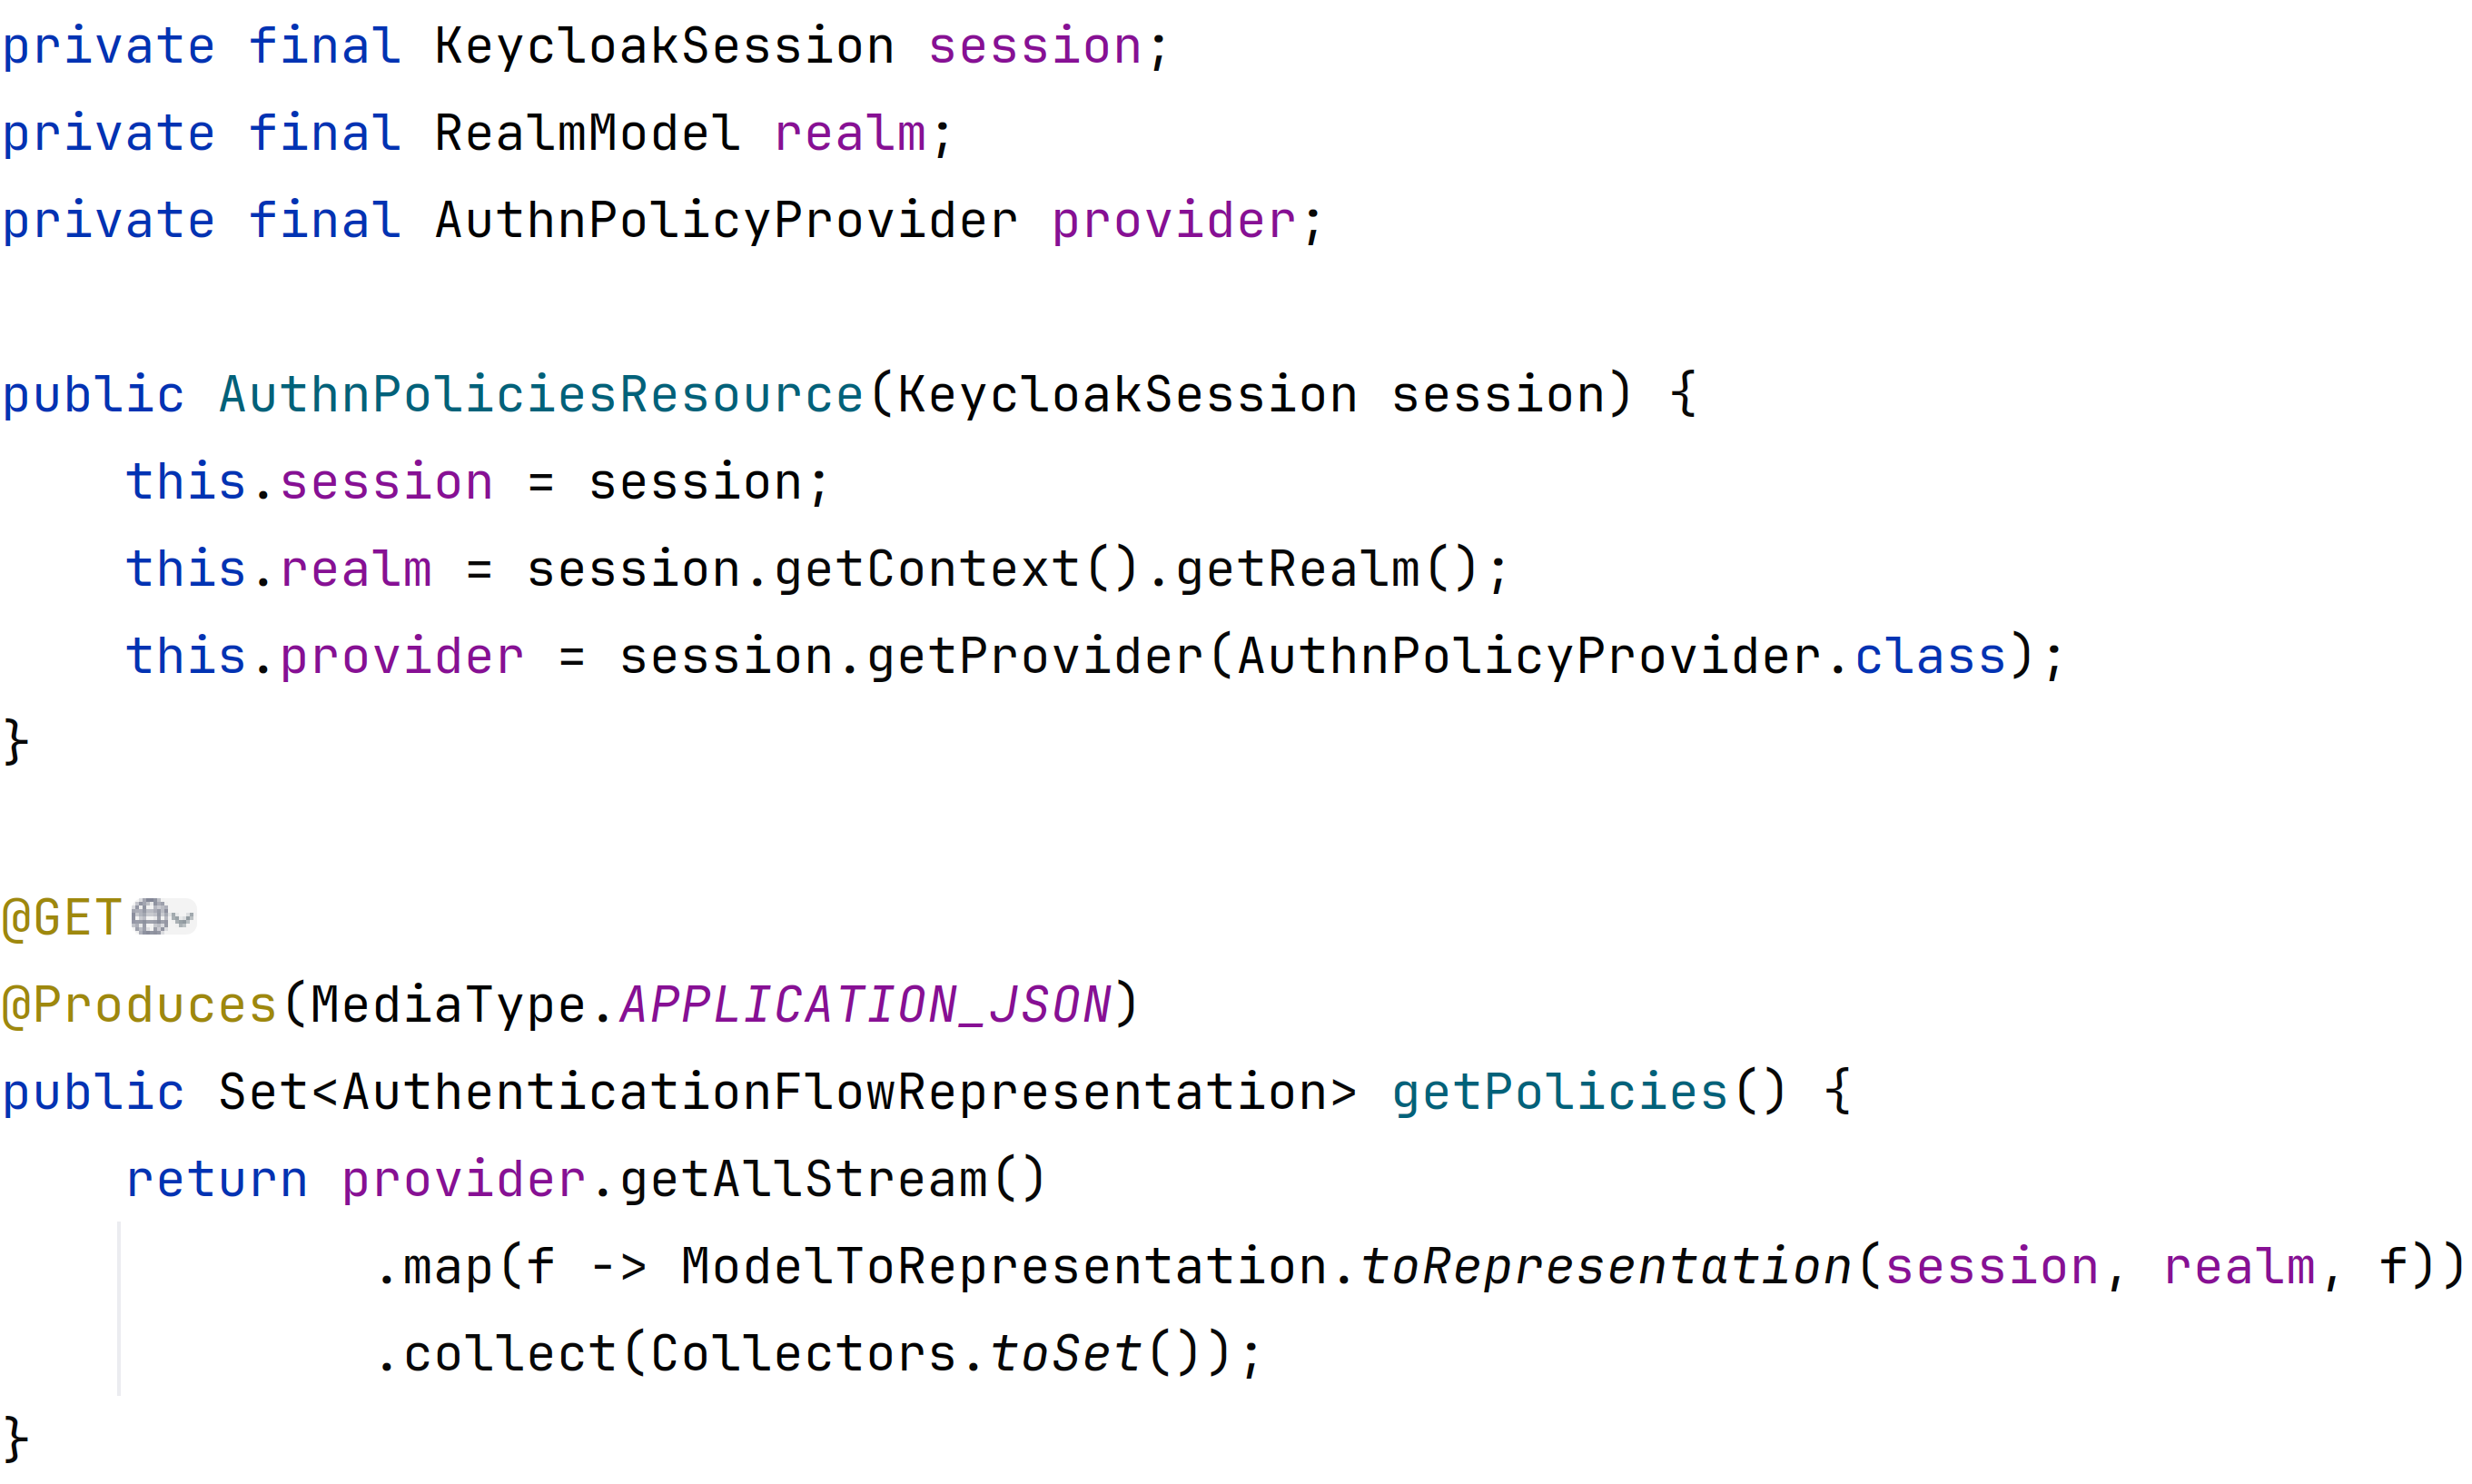 private final KeycloakSession session;
private final RealmModel realm;
private final AuthnPolicyProvider provider;
public AuthnPoliciesResource(KeycloakSession session) {
this.session = session;
this.realm = session.getContext().getRealm();
this.provider = session.getProvider(AuthnPolicyProvider.class);
}
@GET
@Produces(MediaType.APPLICATION_JSON)
public Set<AuthenticationFlowRepresentation> getPolicies() {
return provider.getAllStream()
.map(f -> ModelToRepresentation.toRepresentation(session, realm, f))
.collect(Collectors.toSet());
}